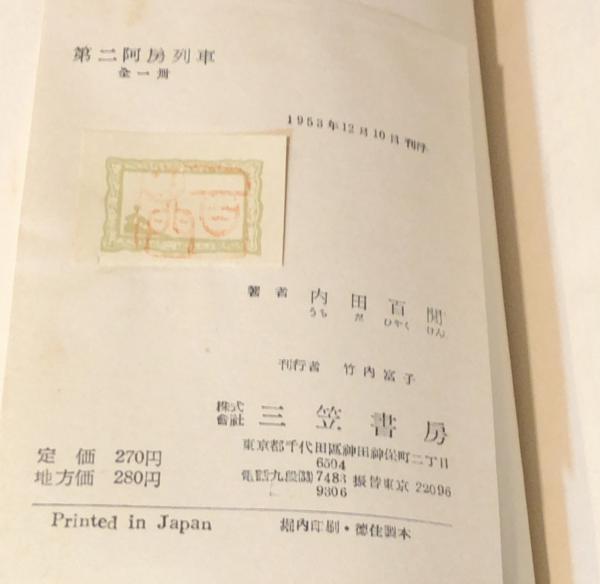 第二阿房列車
全一册
1953年12月10日刊行
著者 内田百閒
うちだひやくけん
刊行者 竹内富子
株式會社 三笠書房
東京都千代田區神田神保町二丁目
6504
電話九段(33)7483 振替東京 22096
9306
定価 270円
地方価 280円
Printed in Japan
堀内印刷・徳住製本